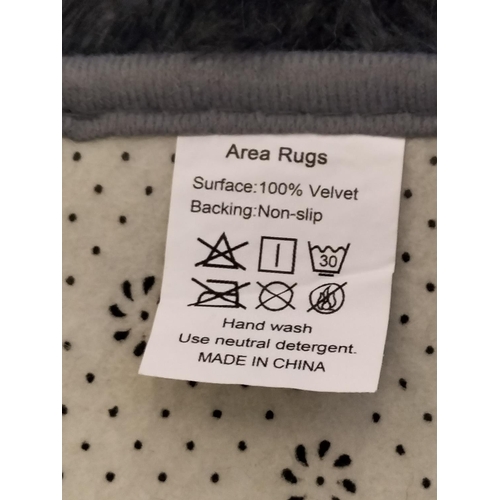 Area Rugs
Surface:100% Velvet
Backing:Non-slip
30
Hand wash
Use neutral detergent.
MADE IN CHINA